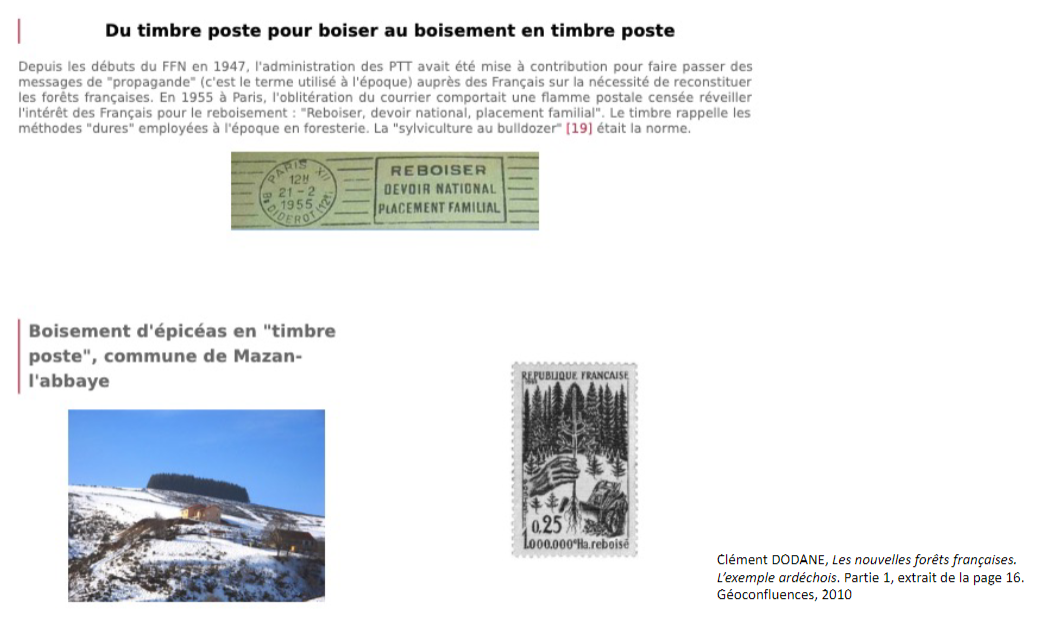 Du timbre poste pour boiser au boisement en timbre poste
Depuis les débuts du FFN en 1947, l'administration des PTT avait été mise à contribution pour faire passer des
messages de "propagande" (c'est le terme utilisé à l'époque) auprès des Français sur la nécessité de reconstituer
les forêts françaises. En 1955 à Paris, l'oblitération du courrier comportait une flamme postale censée réveiller
l'intérêt des Français pour le reboisement : "Reboiser, devoir national, placement familial". Le timbre rappelle les
méthodes "dures" employées à l'époque en foresterie. La "sylviculture au bulldozer" [19] était la norme.
PARIS XII
12H
21 - 2
1955
Bd DIDEROT (12e)
REBOISER
DEVOIR NATIONAL
PLACEMENT FAMILIAL
Boisement d'épicéas en "timbre
poste", commune de Mazan-
l'abbaye
REPUBLIQUE FRANCAISE
1965
0,25
1.000.000eHa.reboisé
Clément DODANE, Les nouvelles forêts françaises.
L’exemple ardéchois. Partie 1, extrait de la page 16.
Géoconfluences, 2010